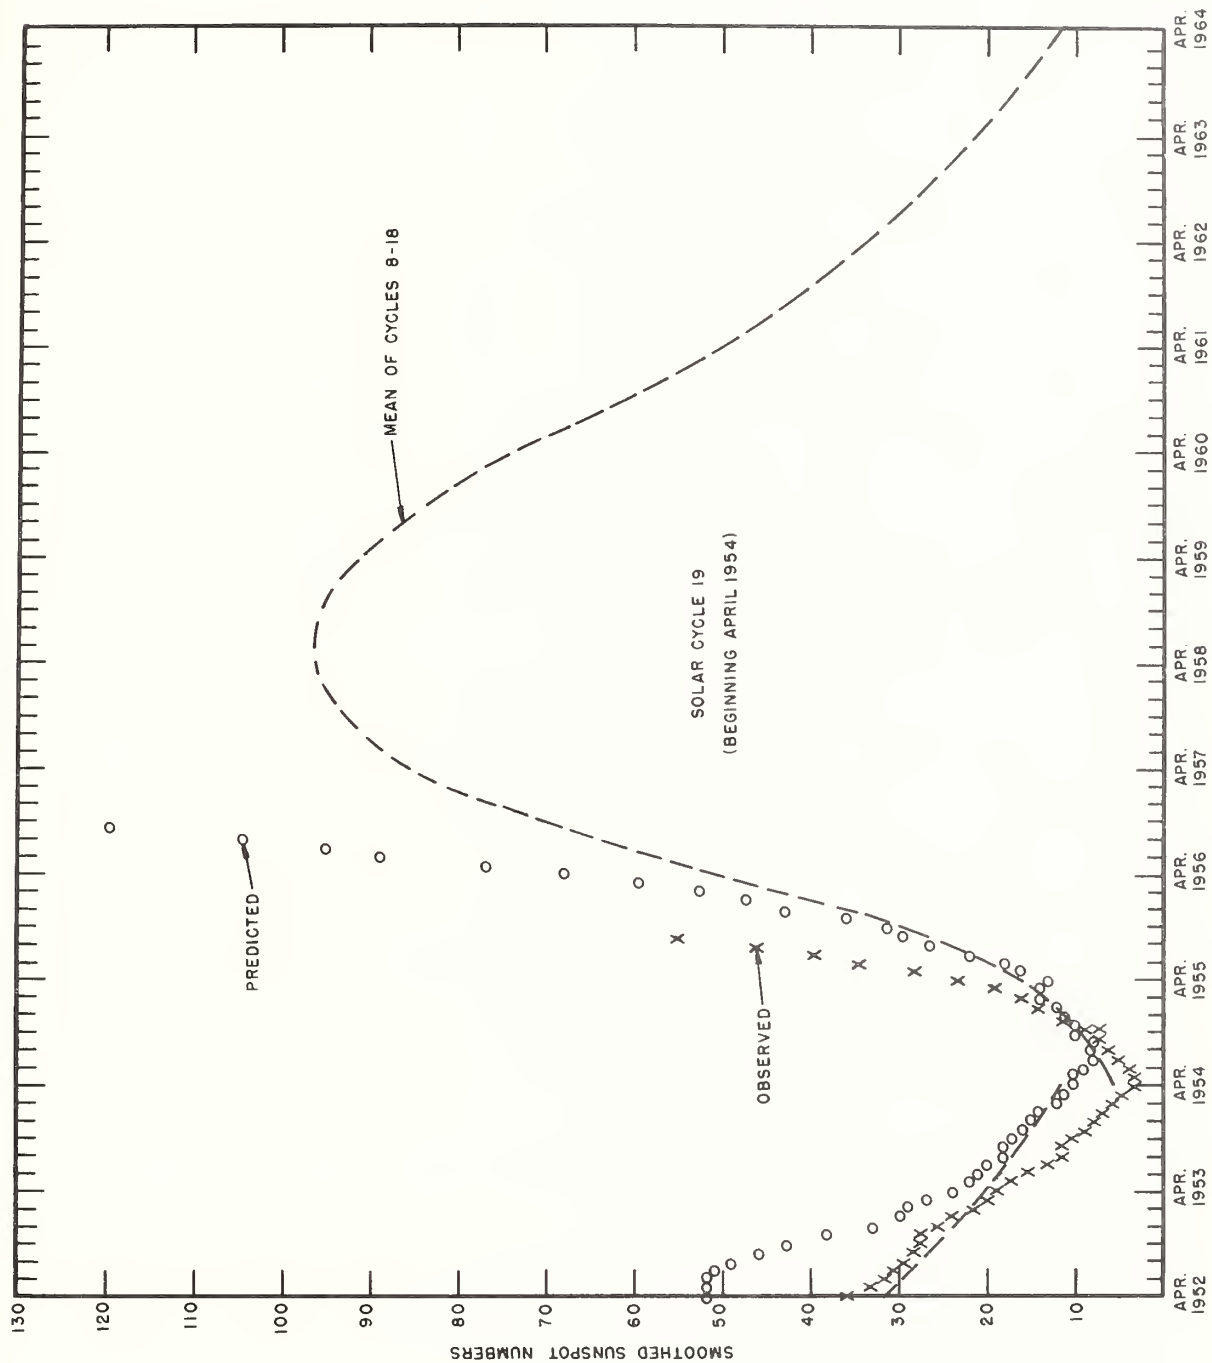 130
120
110
100
90
80
70
60
50
40
30
20
10
SMOOTHED SUNSPOT NUMBERS
PREDICTED
OBSERVED
MEAN OF CYCLES 8-18
SOLAR CYCLE 19
(BEGINNING APRIL 1954)
APR. 1952
APR. 1953
APR. 1954
APR. 1955
APR. 1956
APR. 1957
APR. 1958
APR. 1959
APR. 1960
APR. 1961
APR. 1962
APR. 1963
APR. 1964